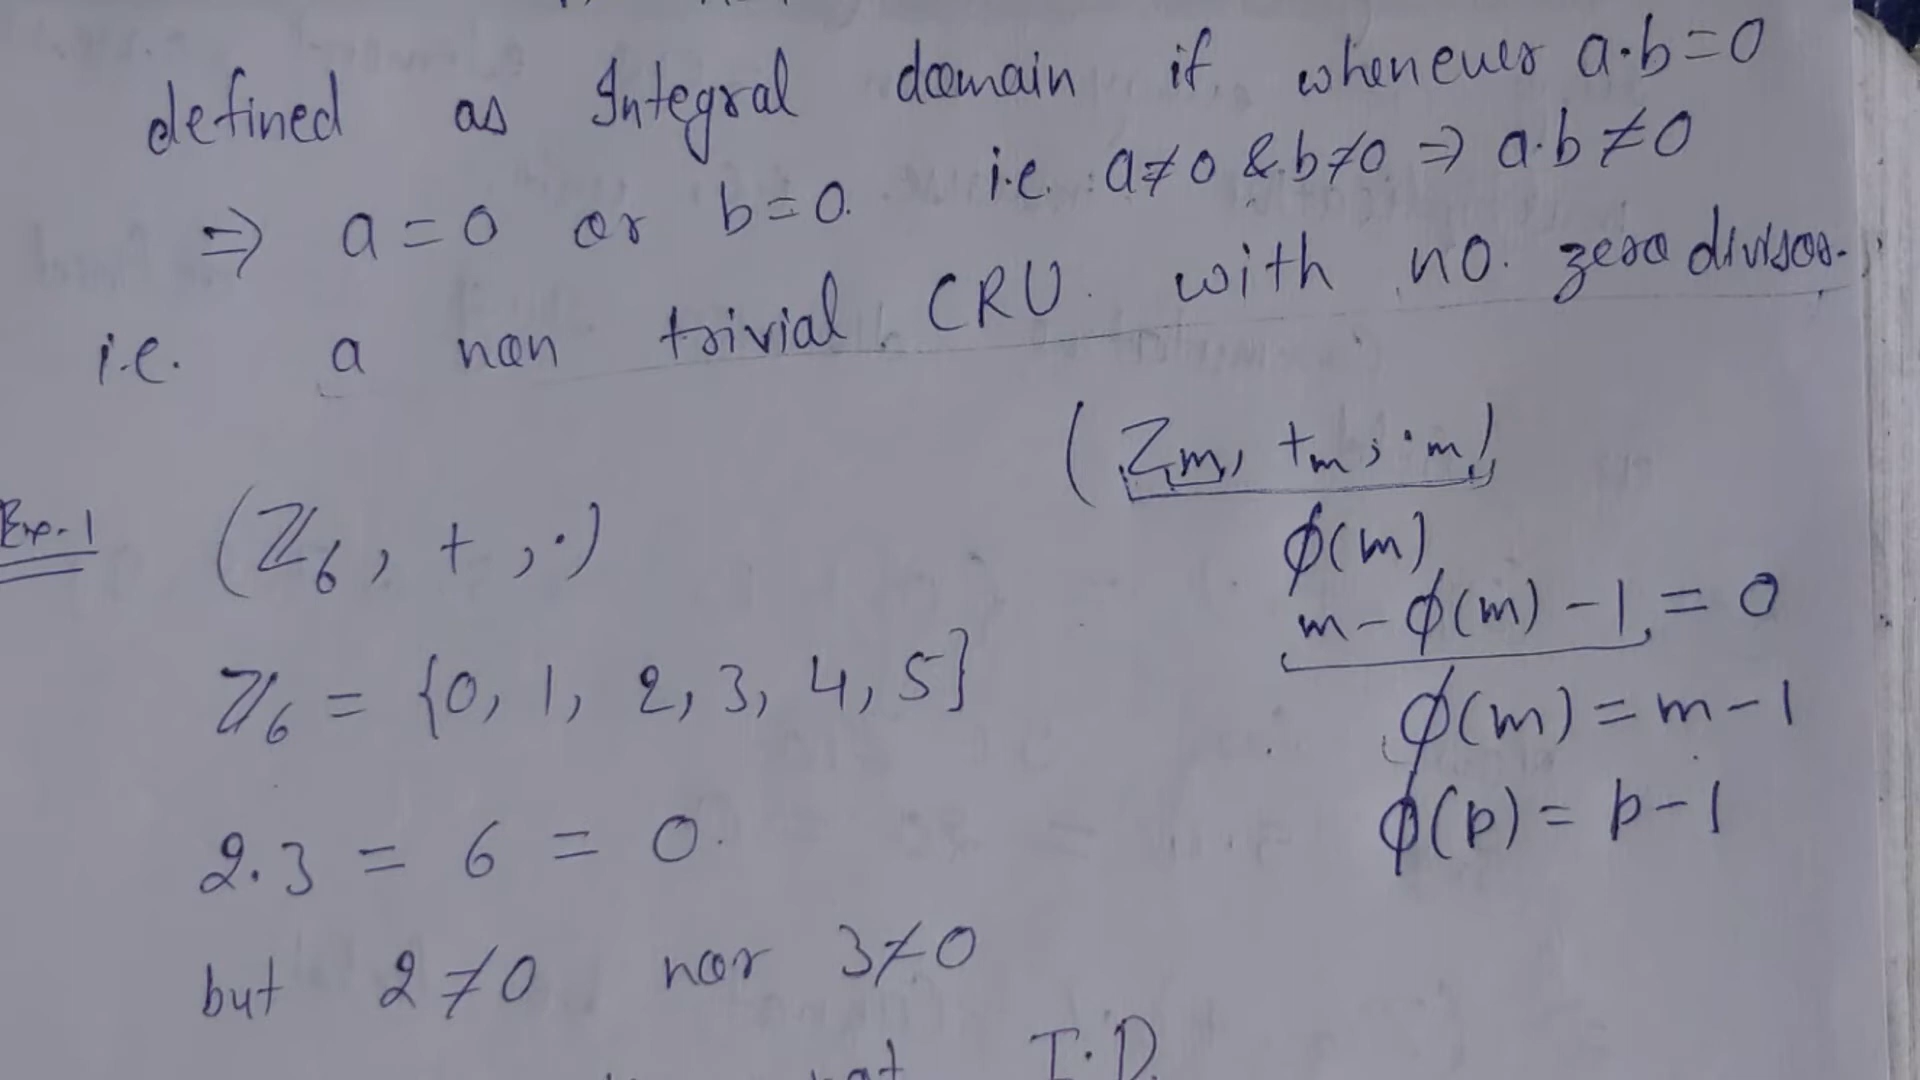 defined as Integral domain if whenever a·b=0
⇒ a=0 or b=0. i.e. a≠0 & b≠0 ⇒ a·b≠0
i.e. a non trivial CRU with no zero divisor.
(Zm, +m, ·m)
ϕ(m)
m-ϕ(m)-1=0
ϕ(m)=m-1
ϕ(p)=p-1
Exp-1 (Z6, +, ·)
Z6 = {0, 1, 2, 3, 4, 5}
2.3 = 6 = 0.
but 2≠0 nor 3≠0
not I.D.